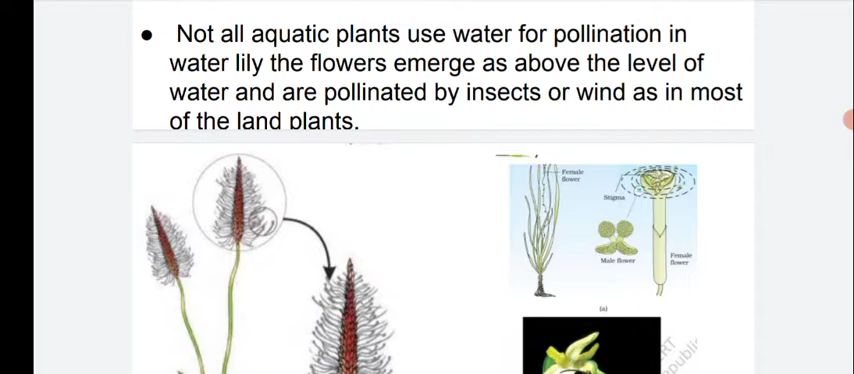 ● Not all aquatic plants use water for pollination in
water lily the flowers emerge as above the level of
water and are pollinated by insects or wind as in most
of the land plants.
Female
flower
Stigma
Male flower
Female
flower
(a)